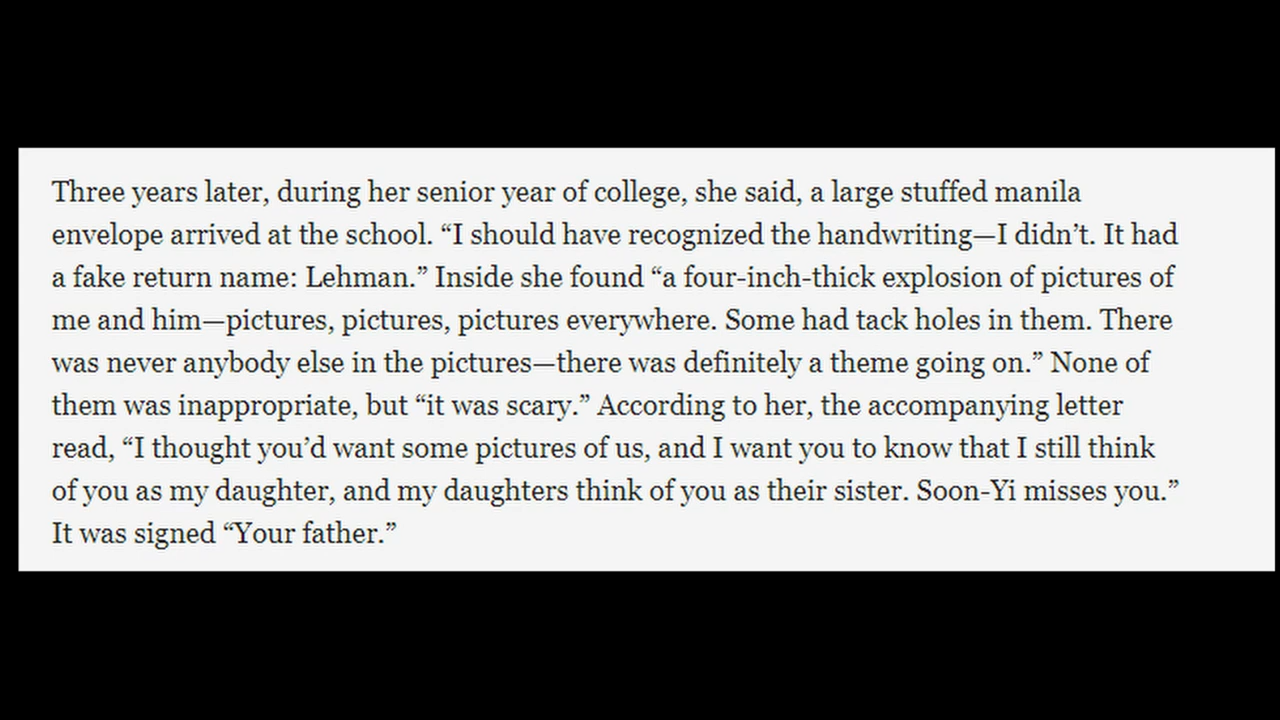 Three years later, during her senior year of college, she said, a large stuffed manila
envelope arrived at the school. “I should have recognized the handwriting—I didn’t. It had
a fake return name: Lehman.” Inside she found “a four-inch-thick explosion of pictures of
me and him—pictures, pictures, pictures everywhere. Some had tack holes in them. There
was never anybody else in the pictures—there was definitely a theme going on.” None of
them was inappropriate, but “it was scary.” According to her, the accompanying letter
read, “I thought you’d want some pictures of us, and I want you to know that I still think
of you as my daughter, and my daughters think of you as their sister. Soon-Yi misses you.”
It was signed “Your father.”